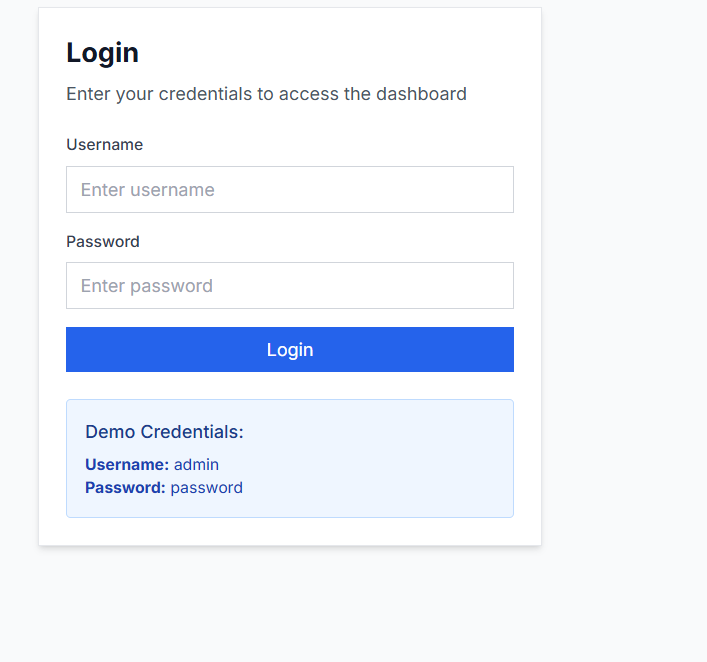 Login
Enter your credentials to access the dashboard
Username
Enter username
Password
Enter password
Login
Demo Credentials:
Username: admin
Password: password